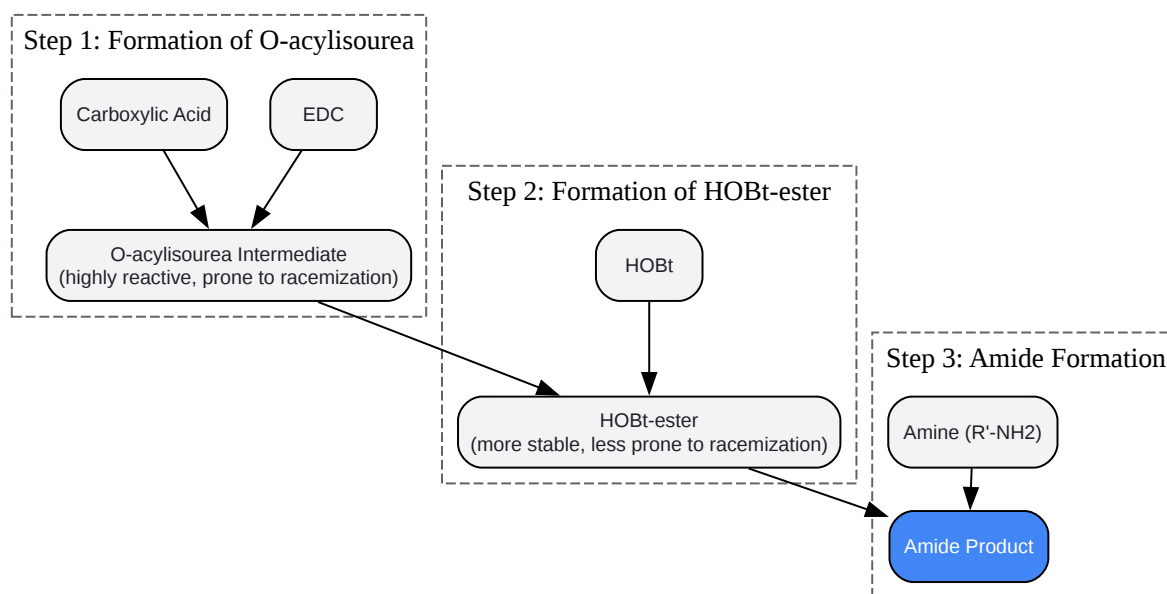 Step 1: Formation of O-acylisourea
Carboxylic Acid
EDC
O-acylisourea Intermediate
(highly reactive, prone to racemization)
Step 2: Formation of HOBt-ester
HOBt
HOBt-ester
(more stable, less prone to racemization)
Step 3: Amide Formation
Amine (R'-NH2)
Amide Product